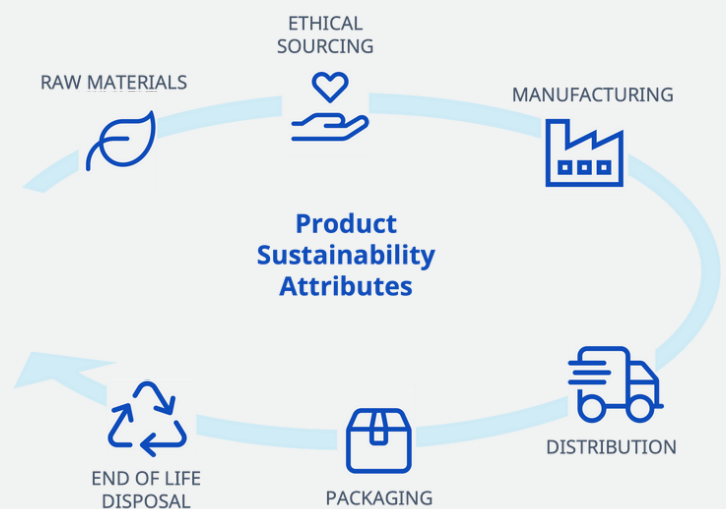 ETHICAL
SOURCING
RAW MATERIALS
MANUFACTURING
Product
Sustainability
Attributes
DISTRIBUTION
END OF LIFE
DISPOSAL
PACKAGING